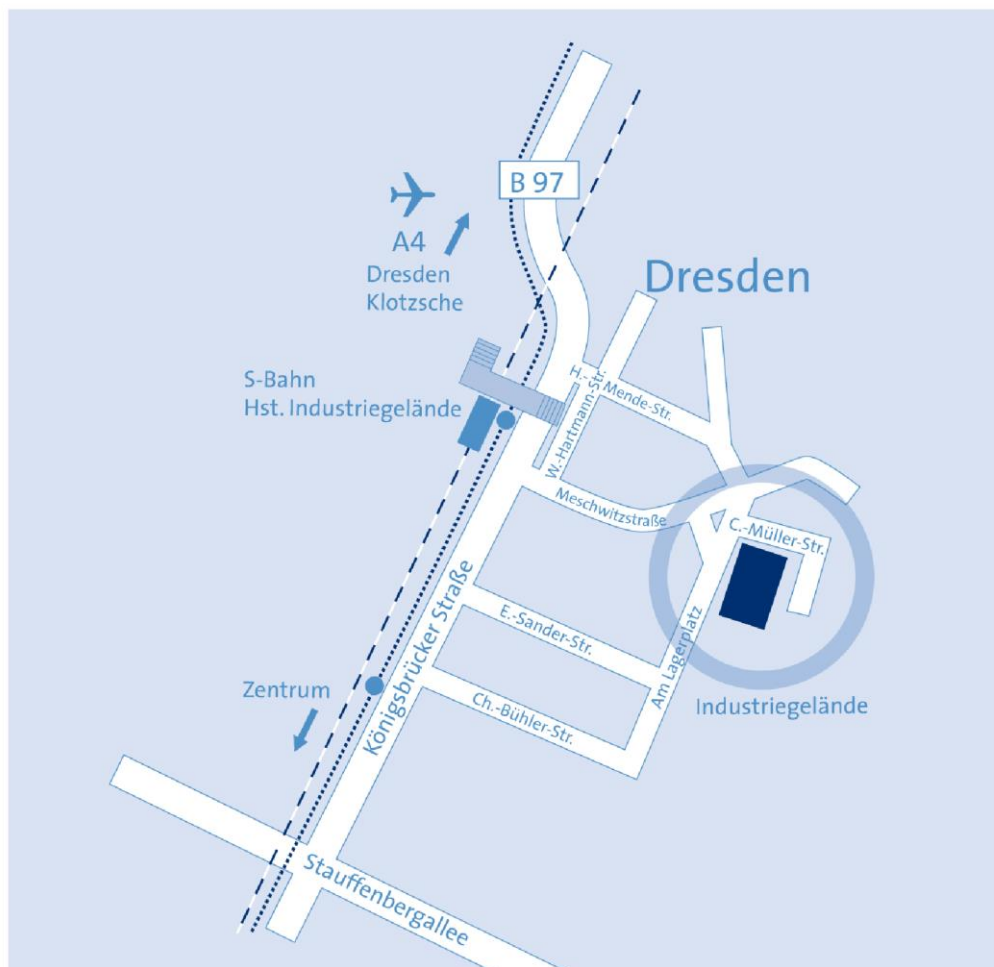 B 97
A4
Dresden
Klotzsche
Dresden
S-Bahn
Hst. Industriegelände
H.-Mende-Str.
W.-Hartmann-Str.
Meschwitzstraße
C.-Müller-Str.
Königsbrücker Straße
E.-Sander-Str.
Am Lagerplatz
Zentrum
Ch.-Bühler-Str.
Industriegelände
Stauffenbergallee